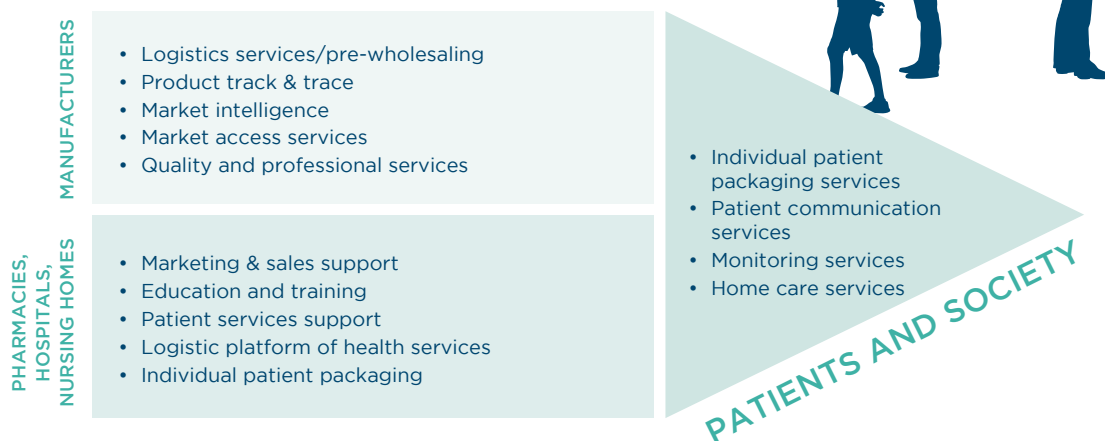 MANUFACTURERS
• Logistics services/pre-wholesaling
• Product track & trace
• Market intelligence
• Market access services
• Quality and professional services
PHARMACIES,
HOSPITALS,
NURSING HOMES
• Marketing & sales support
• Education and training
• Patient services support
• Logistic platform of health services
• Individual patient packaging
• Individual patient
packaging services
• Patient communication
services
• Monitoring services
• Home care services
PATIENTS AND SOCIETY